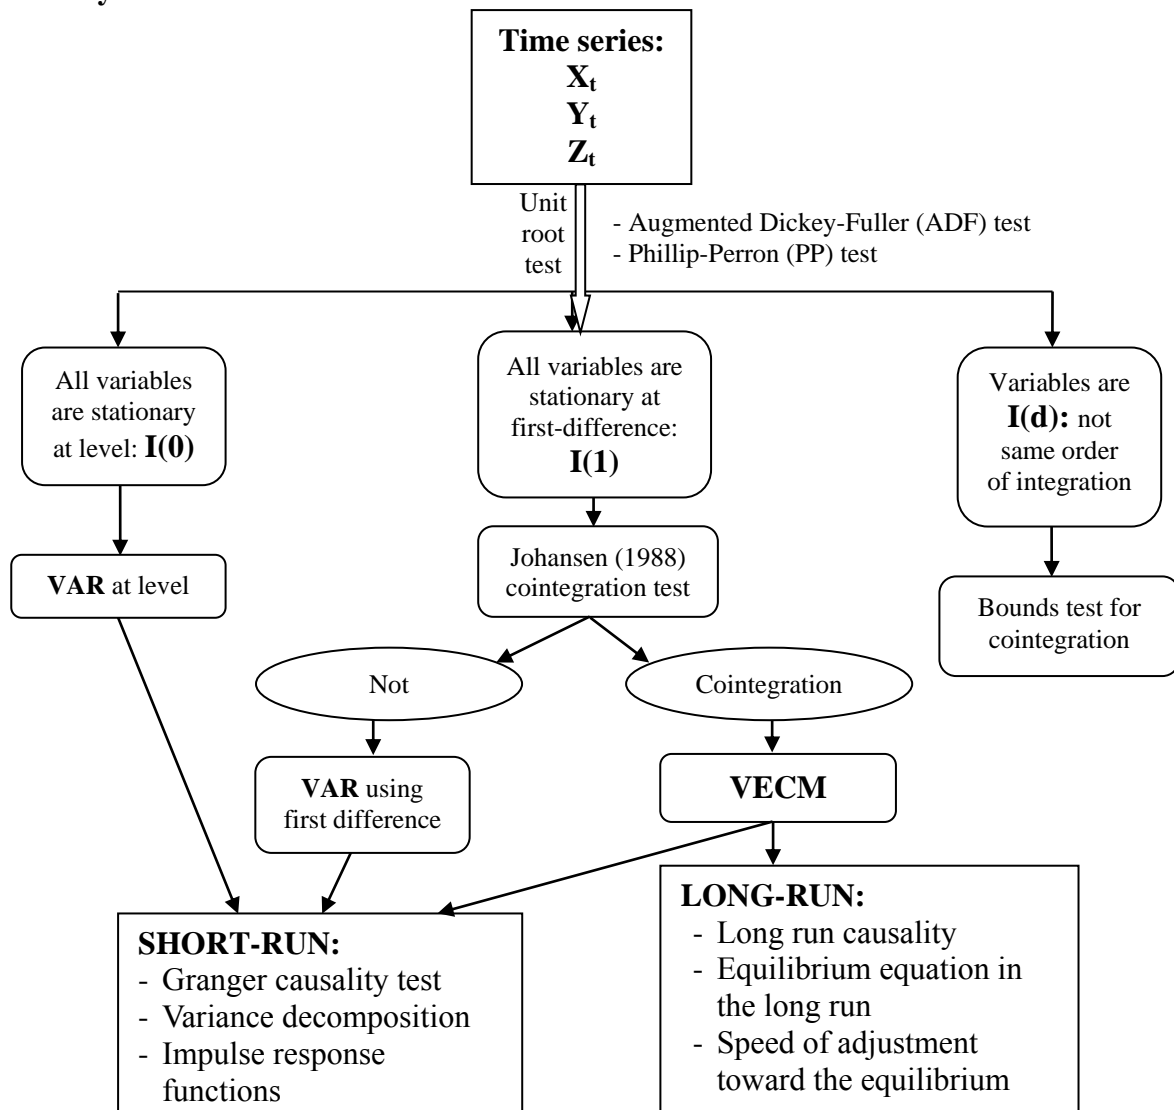 Time series:
Xt
Yt
Zt
Unit
root
test
- Augmented Dickey-Fuller (ADF) test
- Phillip-Perron (PP) test
All variables
are stationary
at level: I(0)
All variables are
stationary at
first-difference:
I(1)
Variables are
I(d): not
same order
of integration
VAR at level
Johansen (1988)
cointegration test
Bounds test for
cointegration
Not
Cointegration
VAR using
first difference
VECM
SHORT-RUN:
- Granger causality test
- Variance decomposition
- Impulse response
functions
LONG-RUN:
- Long run causality
- Equilibrium equation in
the long run
- Speed of adjustment
toward the equilibrium